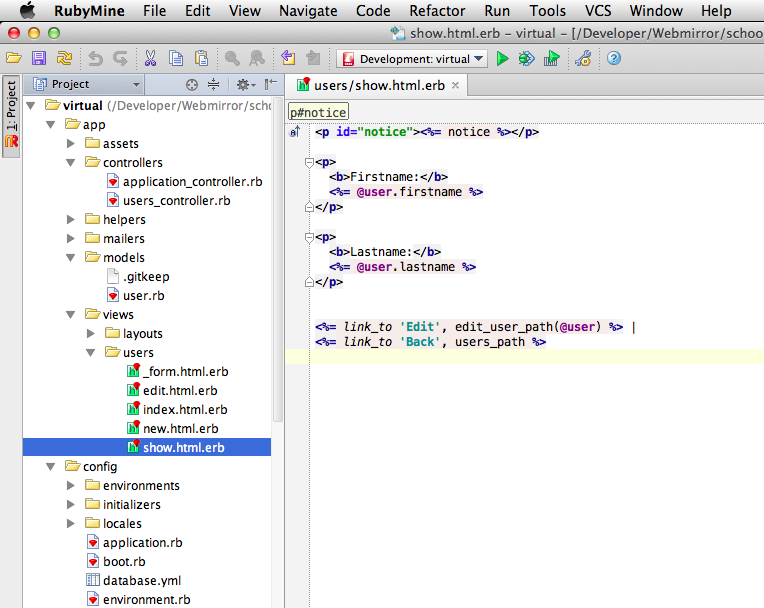 RubyMine File Edit View Navigate Code Refactor Run Tools VCS Window Help
show.html.erb - virtual - [/Developer/Webmirror/schoo
Development: virtual
1: Project
Project
users/show.html.erb
virtual (/Developer/Webmirror/scho
app
assets
controllers
application_controller.rb
users_controller.rb
helpers
mailers
models
.gitkeep
user.rb
views
layouts
users
_form.html.erb
edit.html.erb
index.html.erb
new.html.erb
show.html.erb
config
environments
initializers
locales
application.rb
boot.rb
database.yml
environment.rb
p#notice
<p id="notice"><%= notice %></p>
<p>
<b>Firstname:</b>
<%= @user.firstname %>
</p>
<p>
<b>Lastname:</b>
<%= @user.lastname %>
</p>
<%= link_to 'Edit', edit_user_path(@user) %> |
<%= link_to 'Back', users_path %>